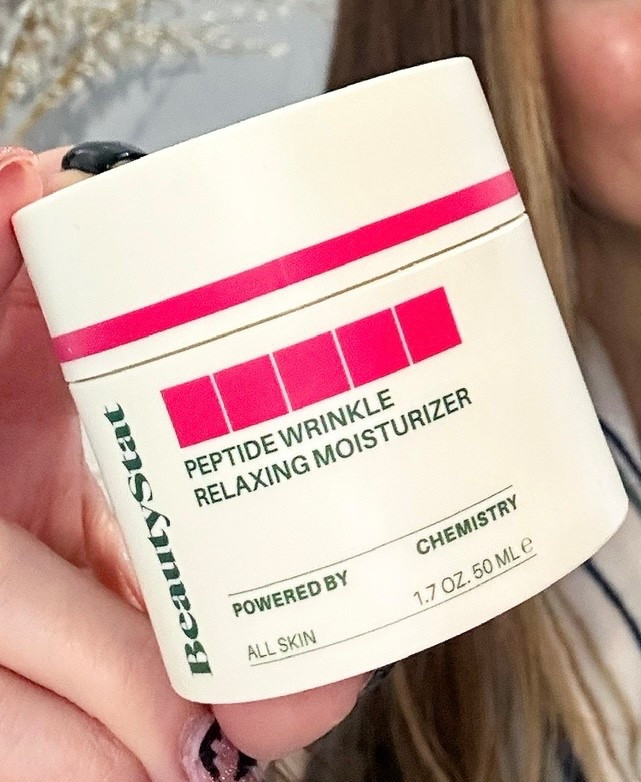 BeautyStat
PEPTIDE WRINKLE
RELAXING MOISTURIZER
POWERED BY CHEMISTRY
ALL SKIN 1.7 OZ. 50 ML ℮